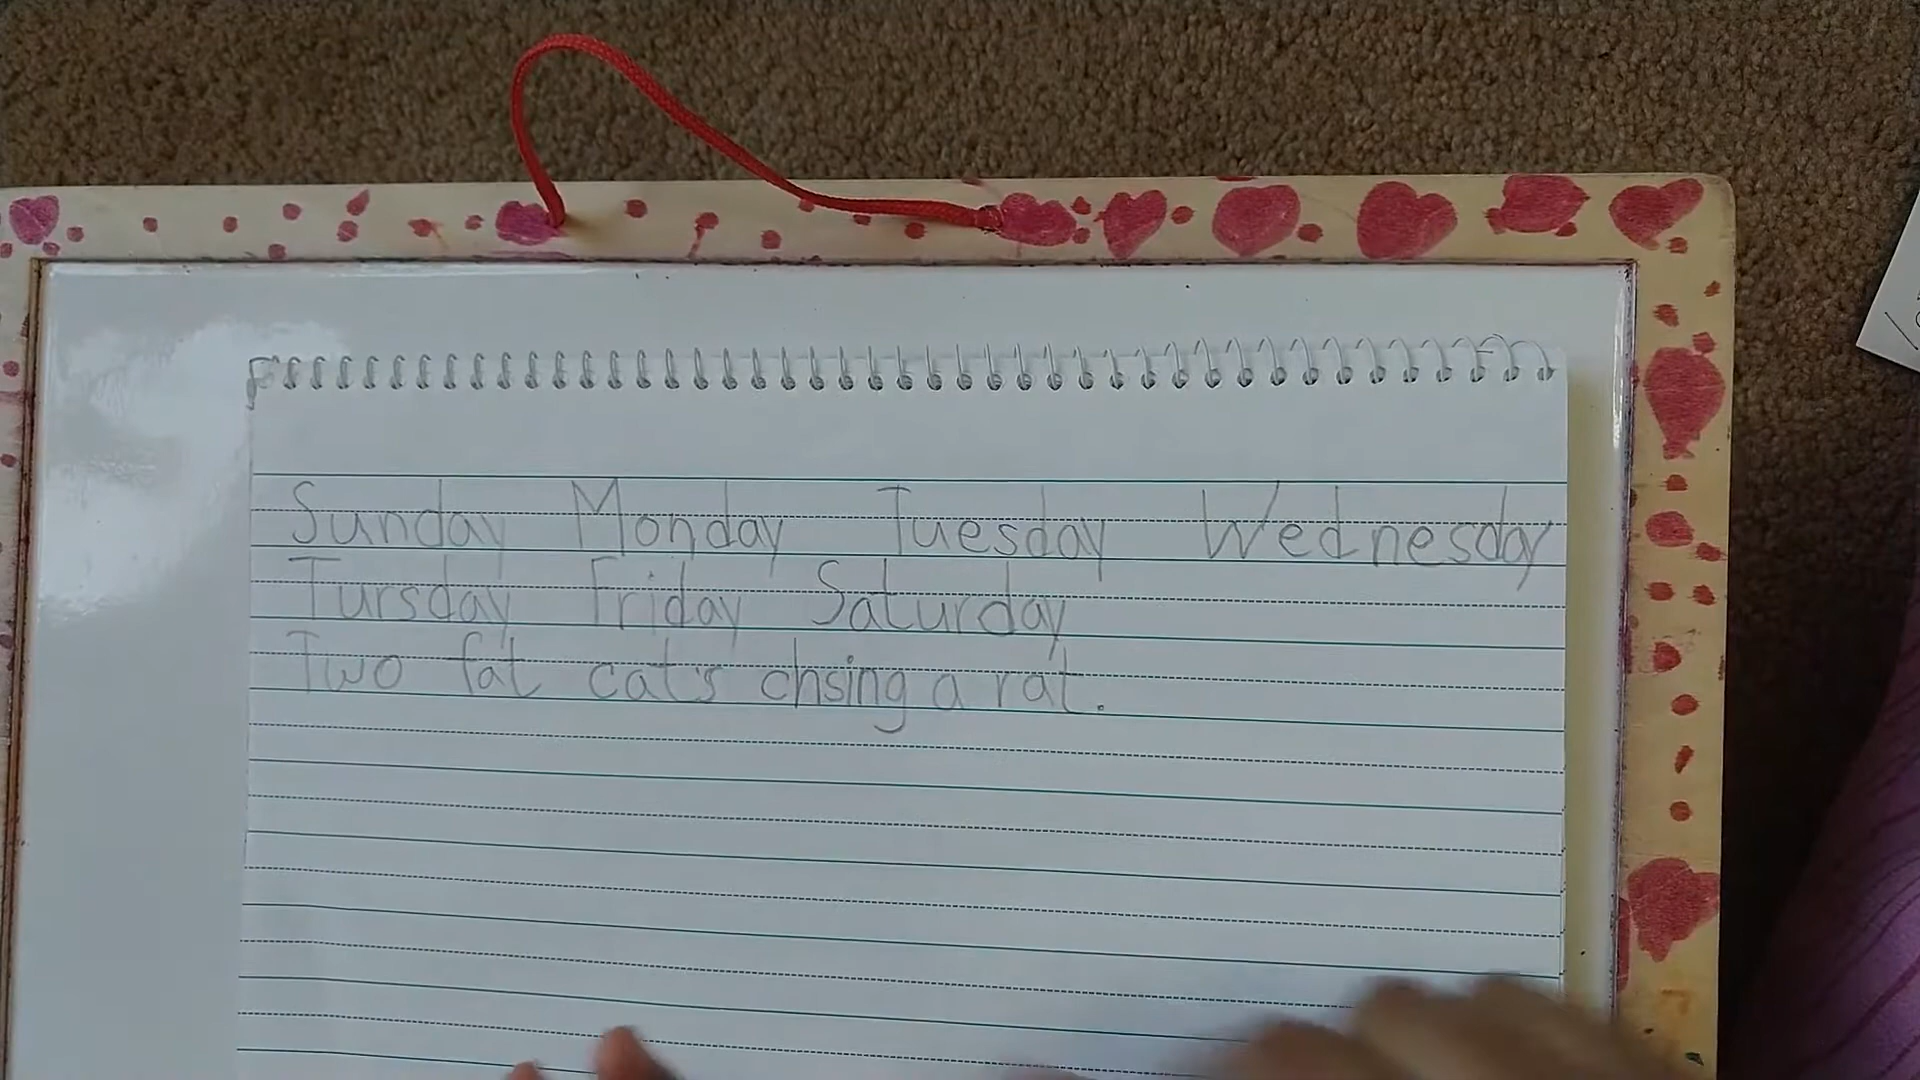 Sunday Monday Tuesday Wednesday
Tursday Friday Saturday
Two fat cat's chsing a rat.